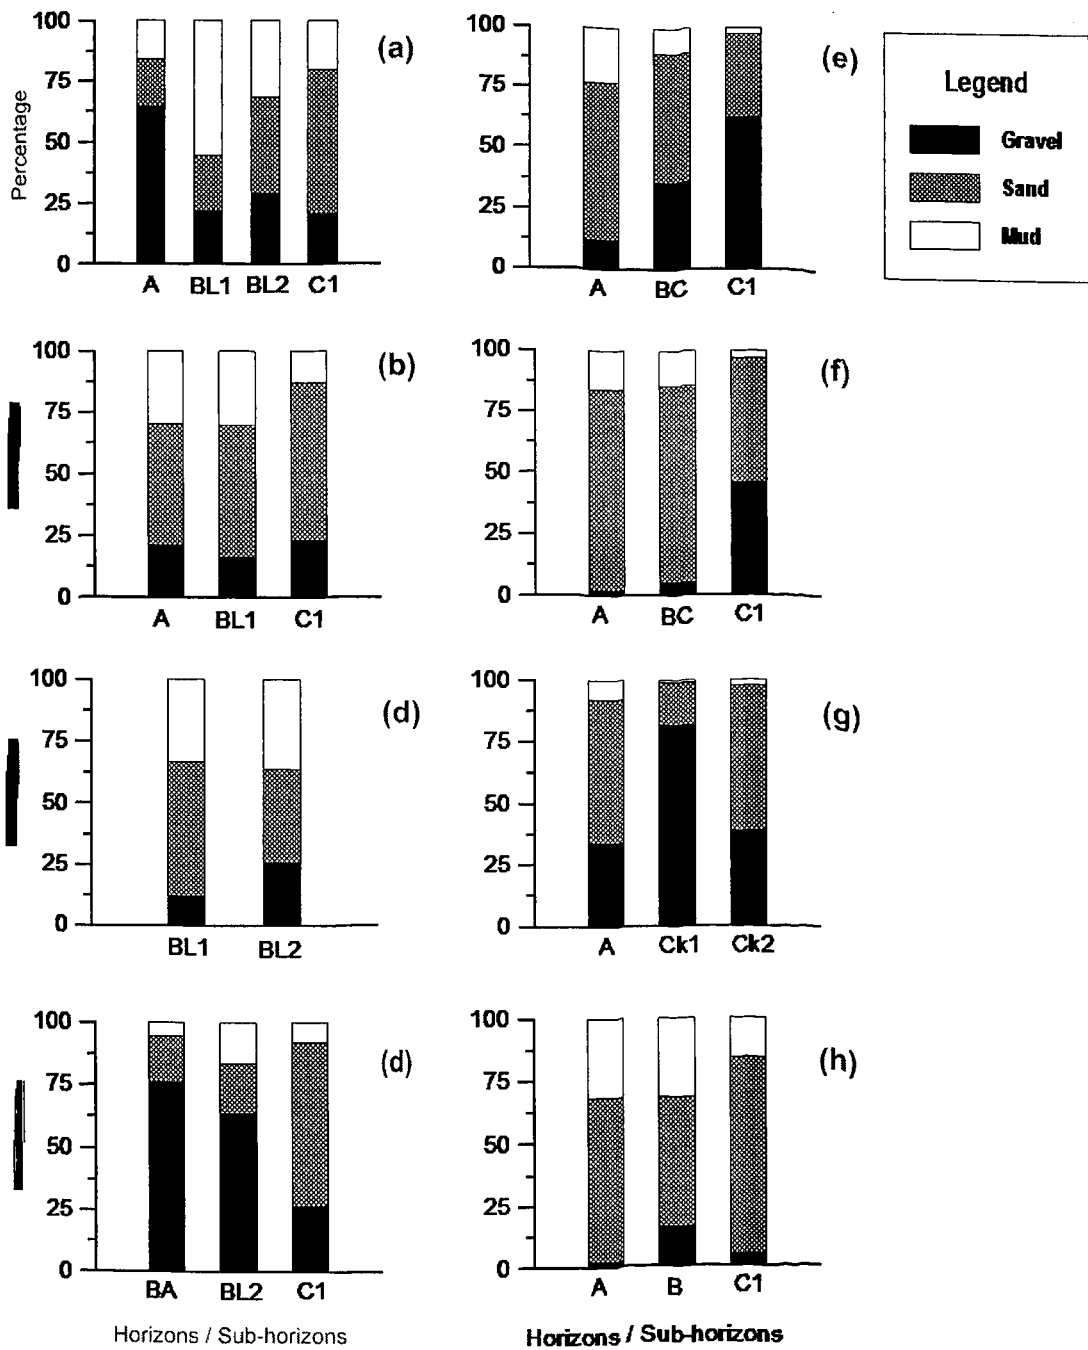 (a)
Percentage
100
75
50
25
0
A BL1 BL2 C1
(b)
100
75
50
25
0
A BL1 C1
(d)
100
75
50
25
0
BL1 BL2
(d)
100
75
50
25
0
BA BL2 C1
Horizons / Sub-horizons
(e)
100
75
50
25
0
A BC C1
(f)
100
75
50
25
0
A BC C1
(g)
100
75
50
25
0
A Ck1 Ck2
(h)
100
75
50
25
0
A B C1
Horizons / Sub-horizons
Legend
Gravel
Sand
Mud